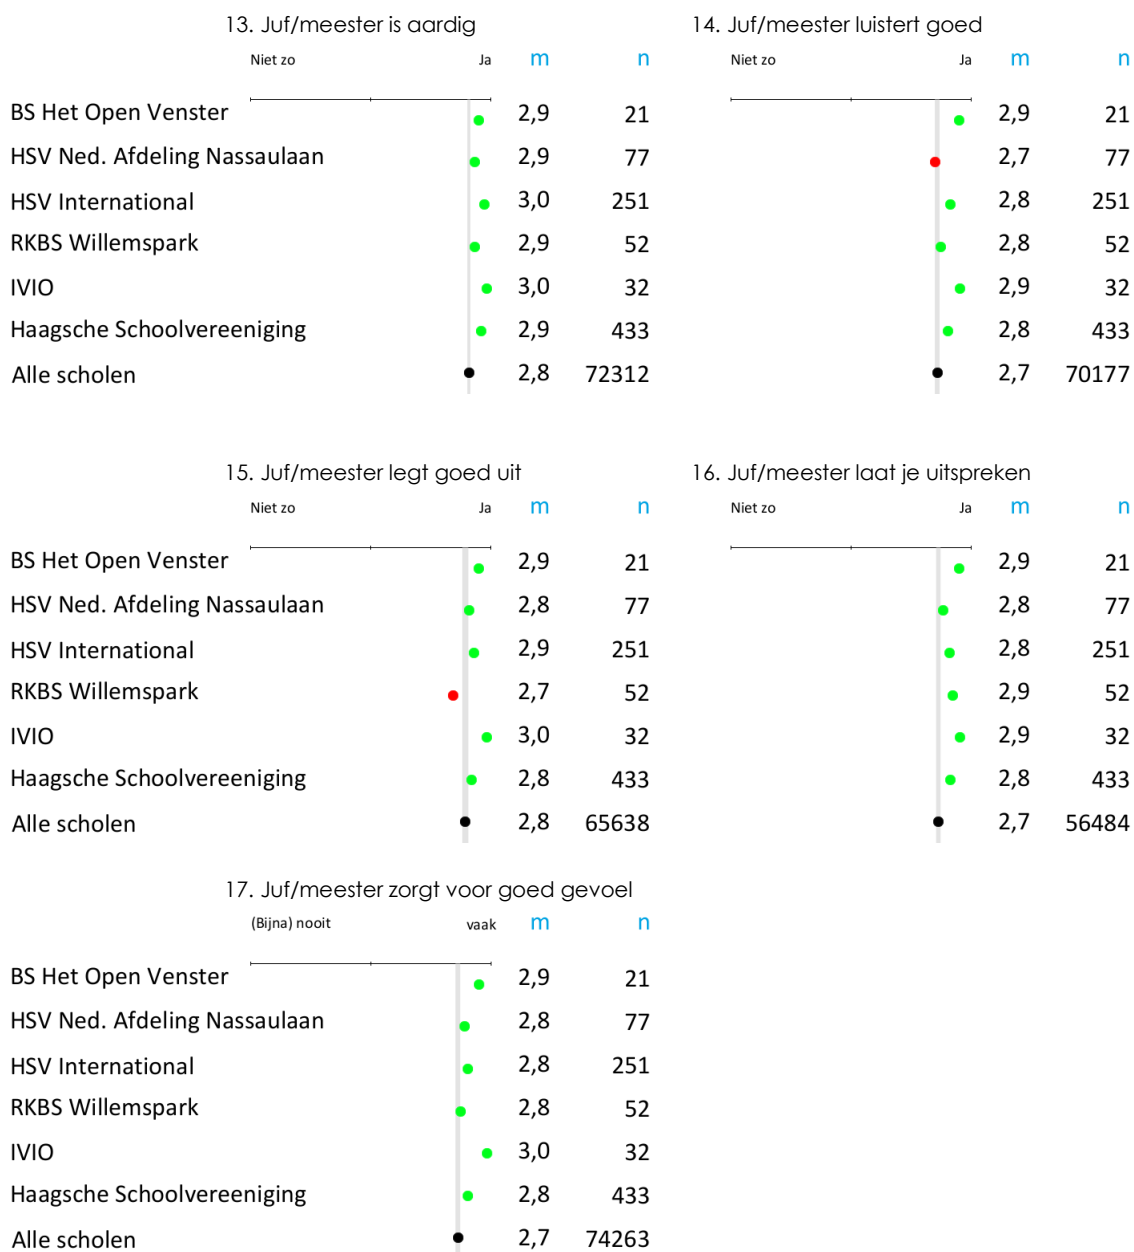 13. Juf/meester is aardig
Niet zo Ja m n
BS Het Open Venster 2,9 21
HSV Ned. Afdeling Nassaulaan 2,9 77
HSV International 3,0 251
RKBS Willemspark 2,9 52
IVIO 3,0 32
Haagsche Schoolvereeniging 2,9 433
Alle scholen 2,8 72312
14. Juf/meester luistert goed
Niet zo Ja m n
2,9 21
2,7 77
2,8 251
2,8 52
2,9 32
2,8 433
2,7 70177
15. Juf/meester legt goed uit
Niet zo Ja m n
BS Het Open Venster 2,9 21
HSV Ned. Afdeling Nassaulaan 2,8 77
HSV International 2,9 251
RKBS Willemspark 2,7 52
IVIO 3,0 32
Haagsche Schoolvereeniging 2,8 433
Alle scholen 2,8 65638
16. Juf/meester laat je uitspreken
Niet zo Ja m n
2,9 21
2,8 77
2,8 251
2,9 52
2,9 32
2,8 433
2,7 56484
17. Juf/meester zorgt voor goed gevoel
(Bijna) nooit vaak m n
BS Het Open Venster 2,9 21
HSV Ned. Afdeling Nassaulaan 2,8 77
HSV International 2,8 251
RKBS Willemspark 2,8 52
IVIO 3,0 32
Haagsche Schoolvereeniging 2,8 433
Alle scholen 2,7 74263